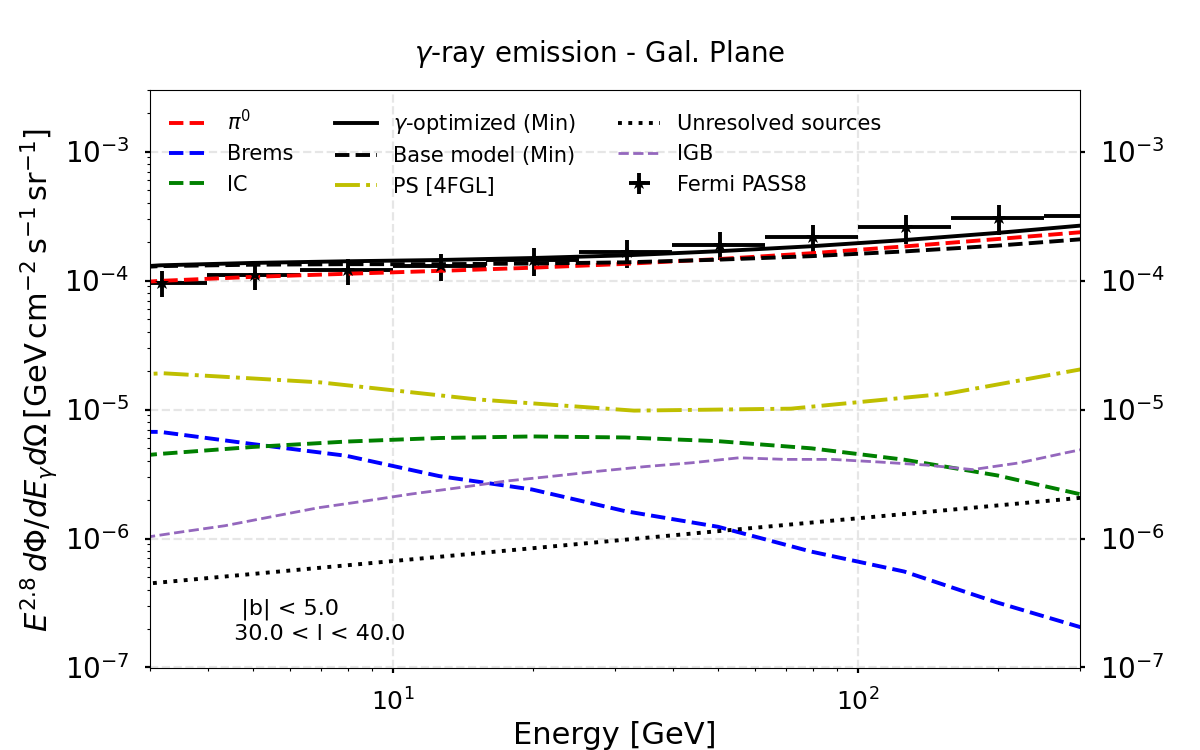 γ-ray emission - Gal. Plane
π⁰
Brems
IC
γ-optimized (Min)
Base model (Min)
PS [4FGL]
Unresolved sources
IGB
Fermi PASS8
10⁻³
10⁻⁴
10⁻⁵
10⁻⁶
10⁻⁷
10⁻³
10⁻⁴
10⁻⁵
10⁻⁶
10⁻⁷
E²·⁸ dΦ/dEᵧdΩ [GeV cm⁻² s⁻¹ sr⁻¹]
|b| < 5.0
30.0 < l < 40.0
10¹
10²
Energy [GeV]